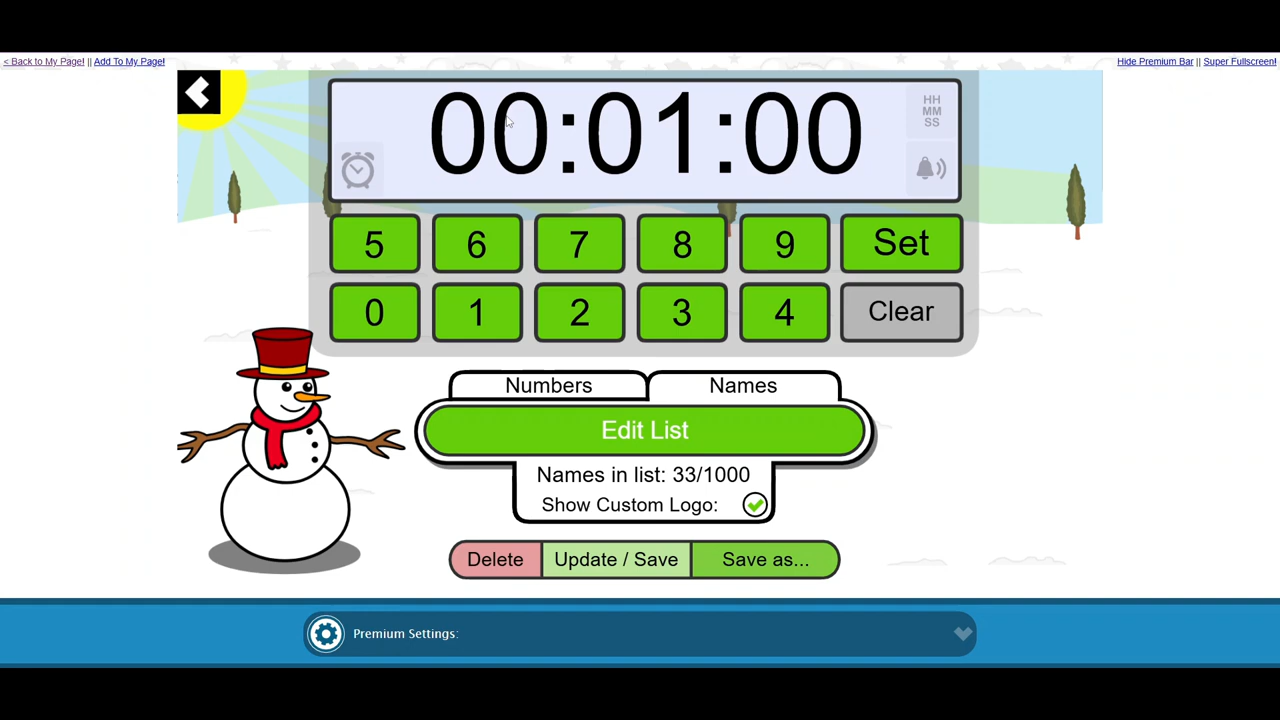 < Back to My Page! || Add To My Page!
Hide Premium Bar || Super Fullscreen!
00:01:00
HH
MM
SS
5 6 7 8 9 Set
0 1 2 3 4 Clear
Numbers Names
Edit List
Names in list: 33/1000
Show Custom Logo:
Delete Update / Save Save as...
Premium Settings: